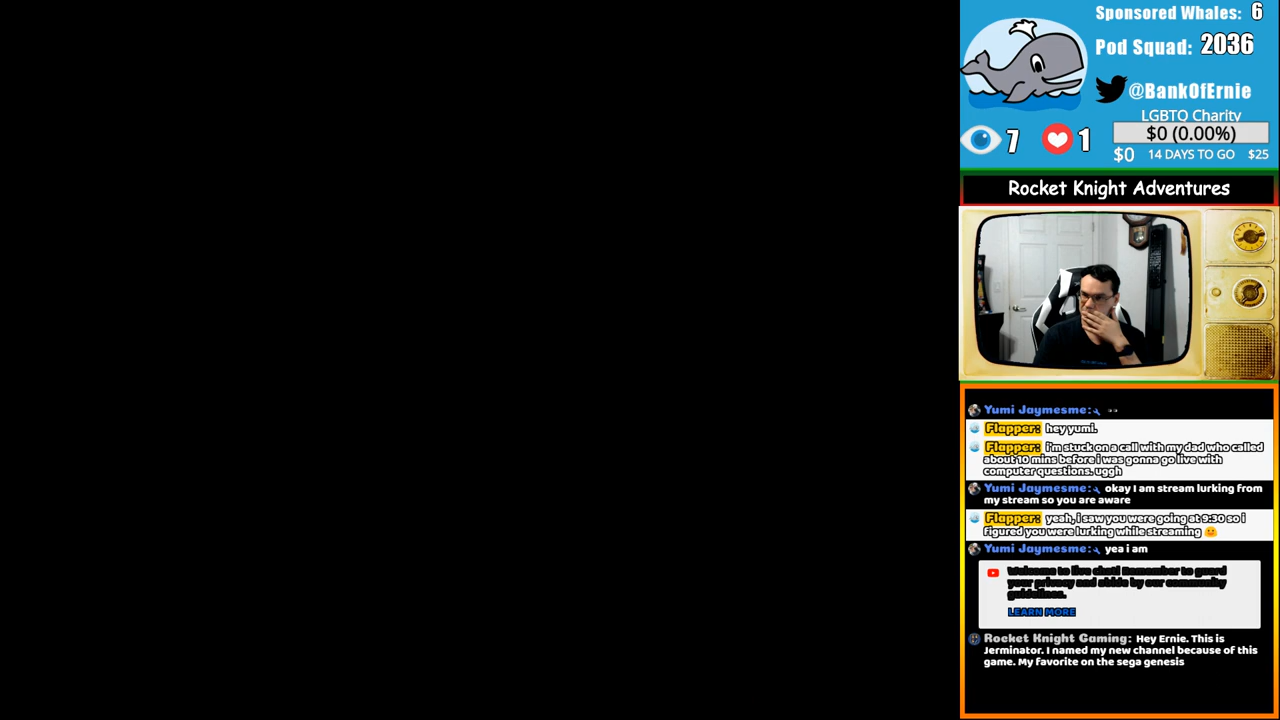 Sponsored Whales: 6
Pod Squad: 2036
@BankOfErnie
LGBTQ Charity
7
1
$0 (0.00%)
$0 14 DAYS TO GO $25
Rocket Knight Adventures
Yumi Jaymesme:
Flapper: hey yumi.
Flapper: i'm stuck on a call with my dad who called
about 10 mins before i was gonna go live with
computer questions. uggh
Yumi Jaymesme: okay I am stream lurking from
my stream so you are aware
Flapper: yeah, i saw you were going at 9:30 so i
figured you were lurking while streaming
Yumi Jaymesme: yea i am
Welcome to live chat! Remember to guard
your privacy and abide by our community
guidelines.
LEARN MORE
Rocket Knight Gaming: Hey Ernie. This is
Jerminator. I named my new channel because of this
game. My favorite on the sega genesis